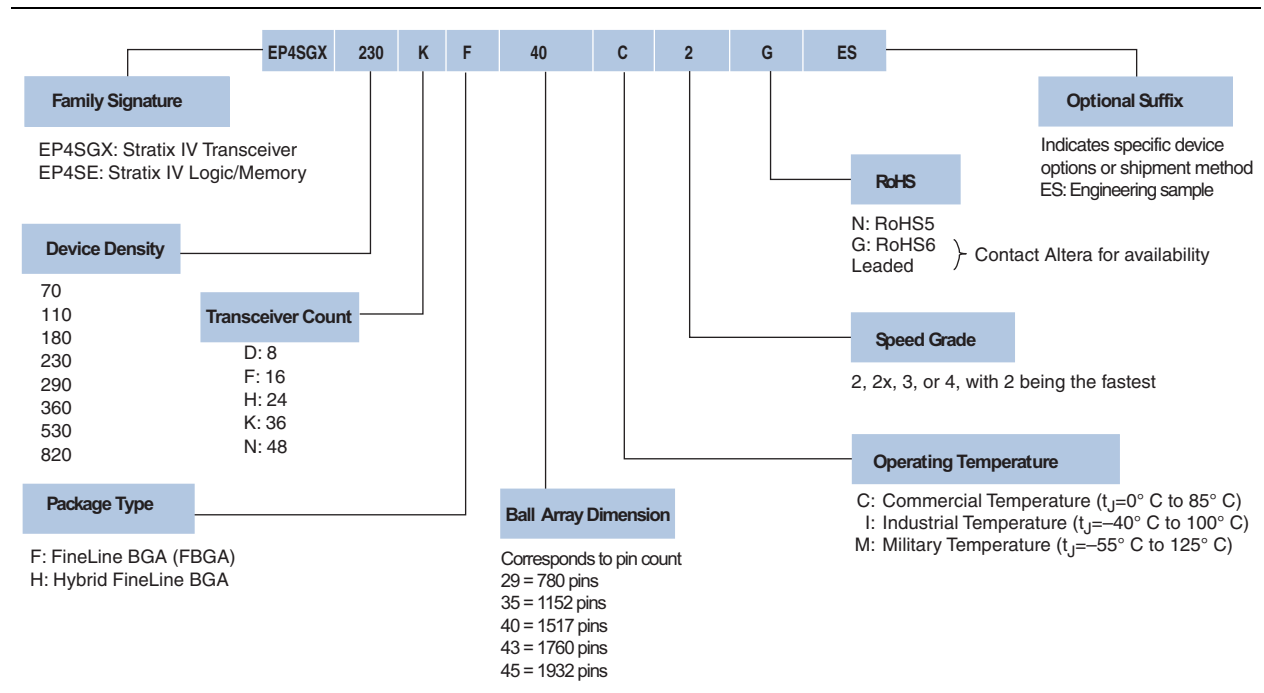 EP4SGX 230 K F 40 C 2 G ES
Family Signature
EP4SGX: Stratix IV Transceiver
EP4SE: Stratix IV Logic/Memory
Optional Suffix
Indicates specific device
options or shipment method
ES: Engineering sample
RoHS
N: RoHS5
G: RoHS6
Leaded
Contact Altera for availability
Device Density
70
110
180
230
290
360
530
820
Transceiver Count
D: 8
F: 16
H: 24
K: 36
N: 48
Speed Grade
2, 2x, 3, or 4, with 2 being the fastest
Operating Temperature
C: Commercial Temperature (tJ=0° C to 85° C)
I: Industrial Temperature (tJ=–40° C to 100° C)
M: Military Temperature (tJ=–55° C to 125° C)
Package Type
F: FineLine BGA (FBGA)
H: Hybrid FineLine BGA
Ball Array Dimension
Corresponds to pin count
29 = 780 pins
35 = 1152 pins
40 = 1517 pins
43 = 1760 pins
45 = 1932 pins